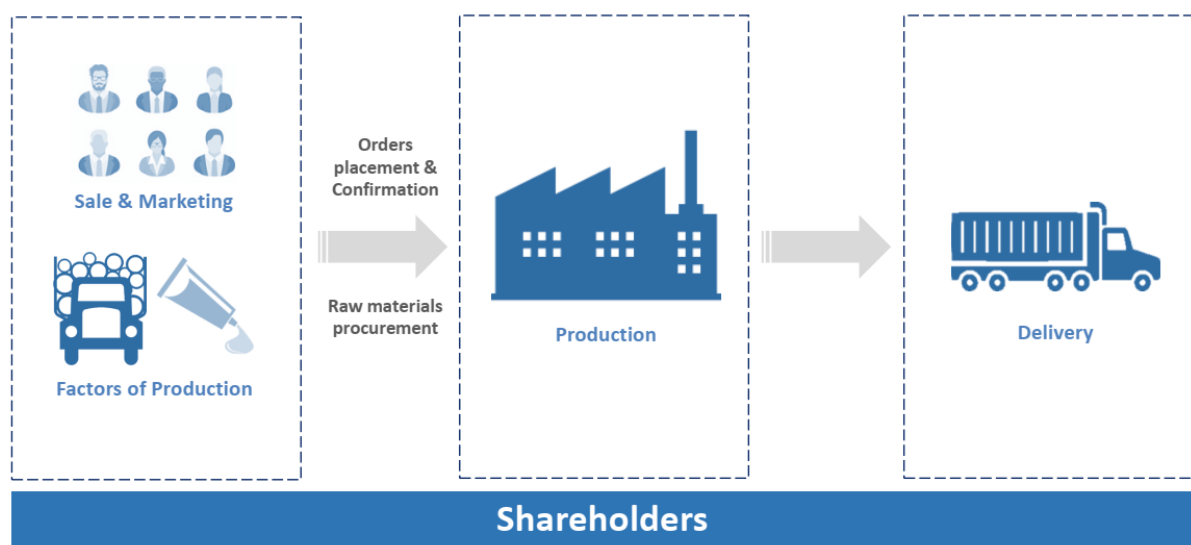 Sale & Marketing
Factors of Production
Orders
placement &
Confirmation
Raw materials
procurement
Production
Delivery
Shareholders